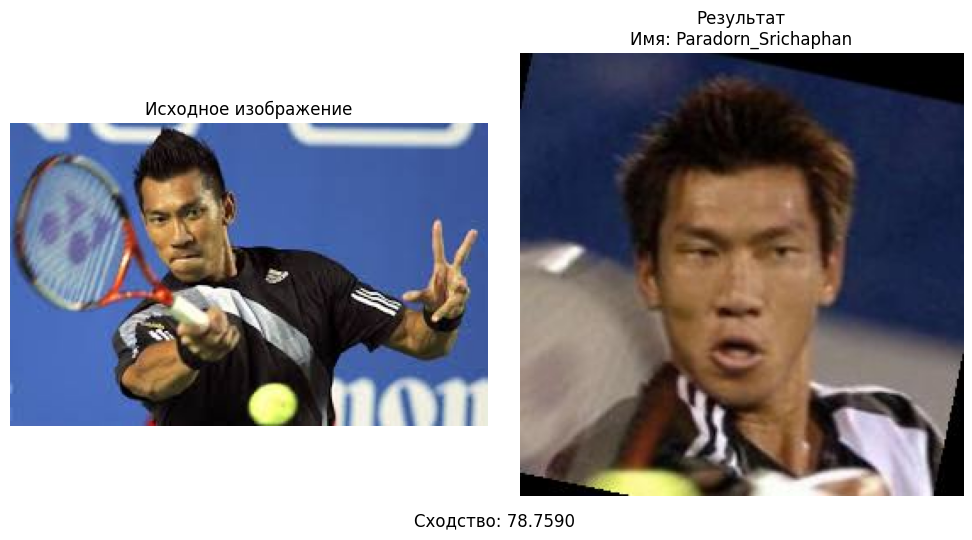 Результат
Имя: Paradorn_Srichaphan
Исходное изображение
Сходство: 78.7590